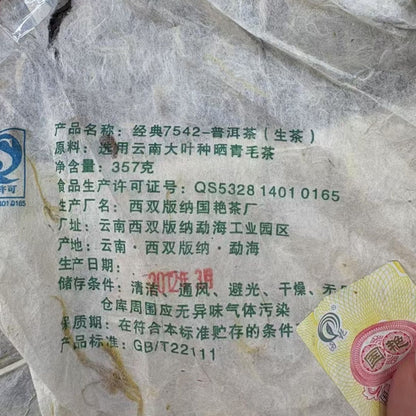 产品名称：经典7542-普洱茶（生茶）
原料：选用云南大叶种晒青毛茶
净含量：357克
食品生产许可证号：QS5328 1401 0165
生产厂名：西双版纳国艳茶厂
厂址：云南西双版纳勐海工业园区
产地：云南·西双版纳·勐海
生产日期：2012年3月
储存条件：清洁、通风、避光、干燥、无
仓库周围应无异味气体污染
保质期：在符合本标准贮存的条件
产品标准：GB/T22111
许可
1401 0165
国艳